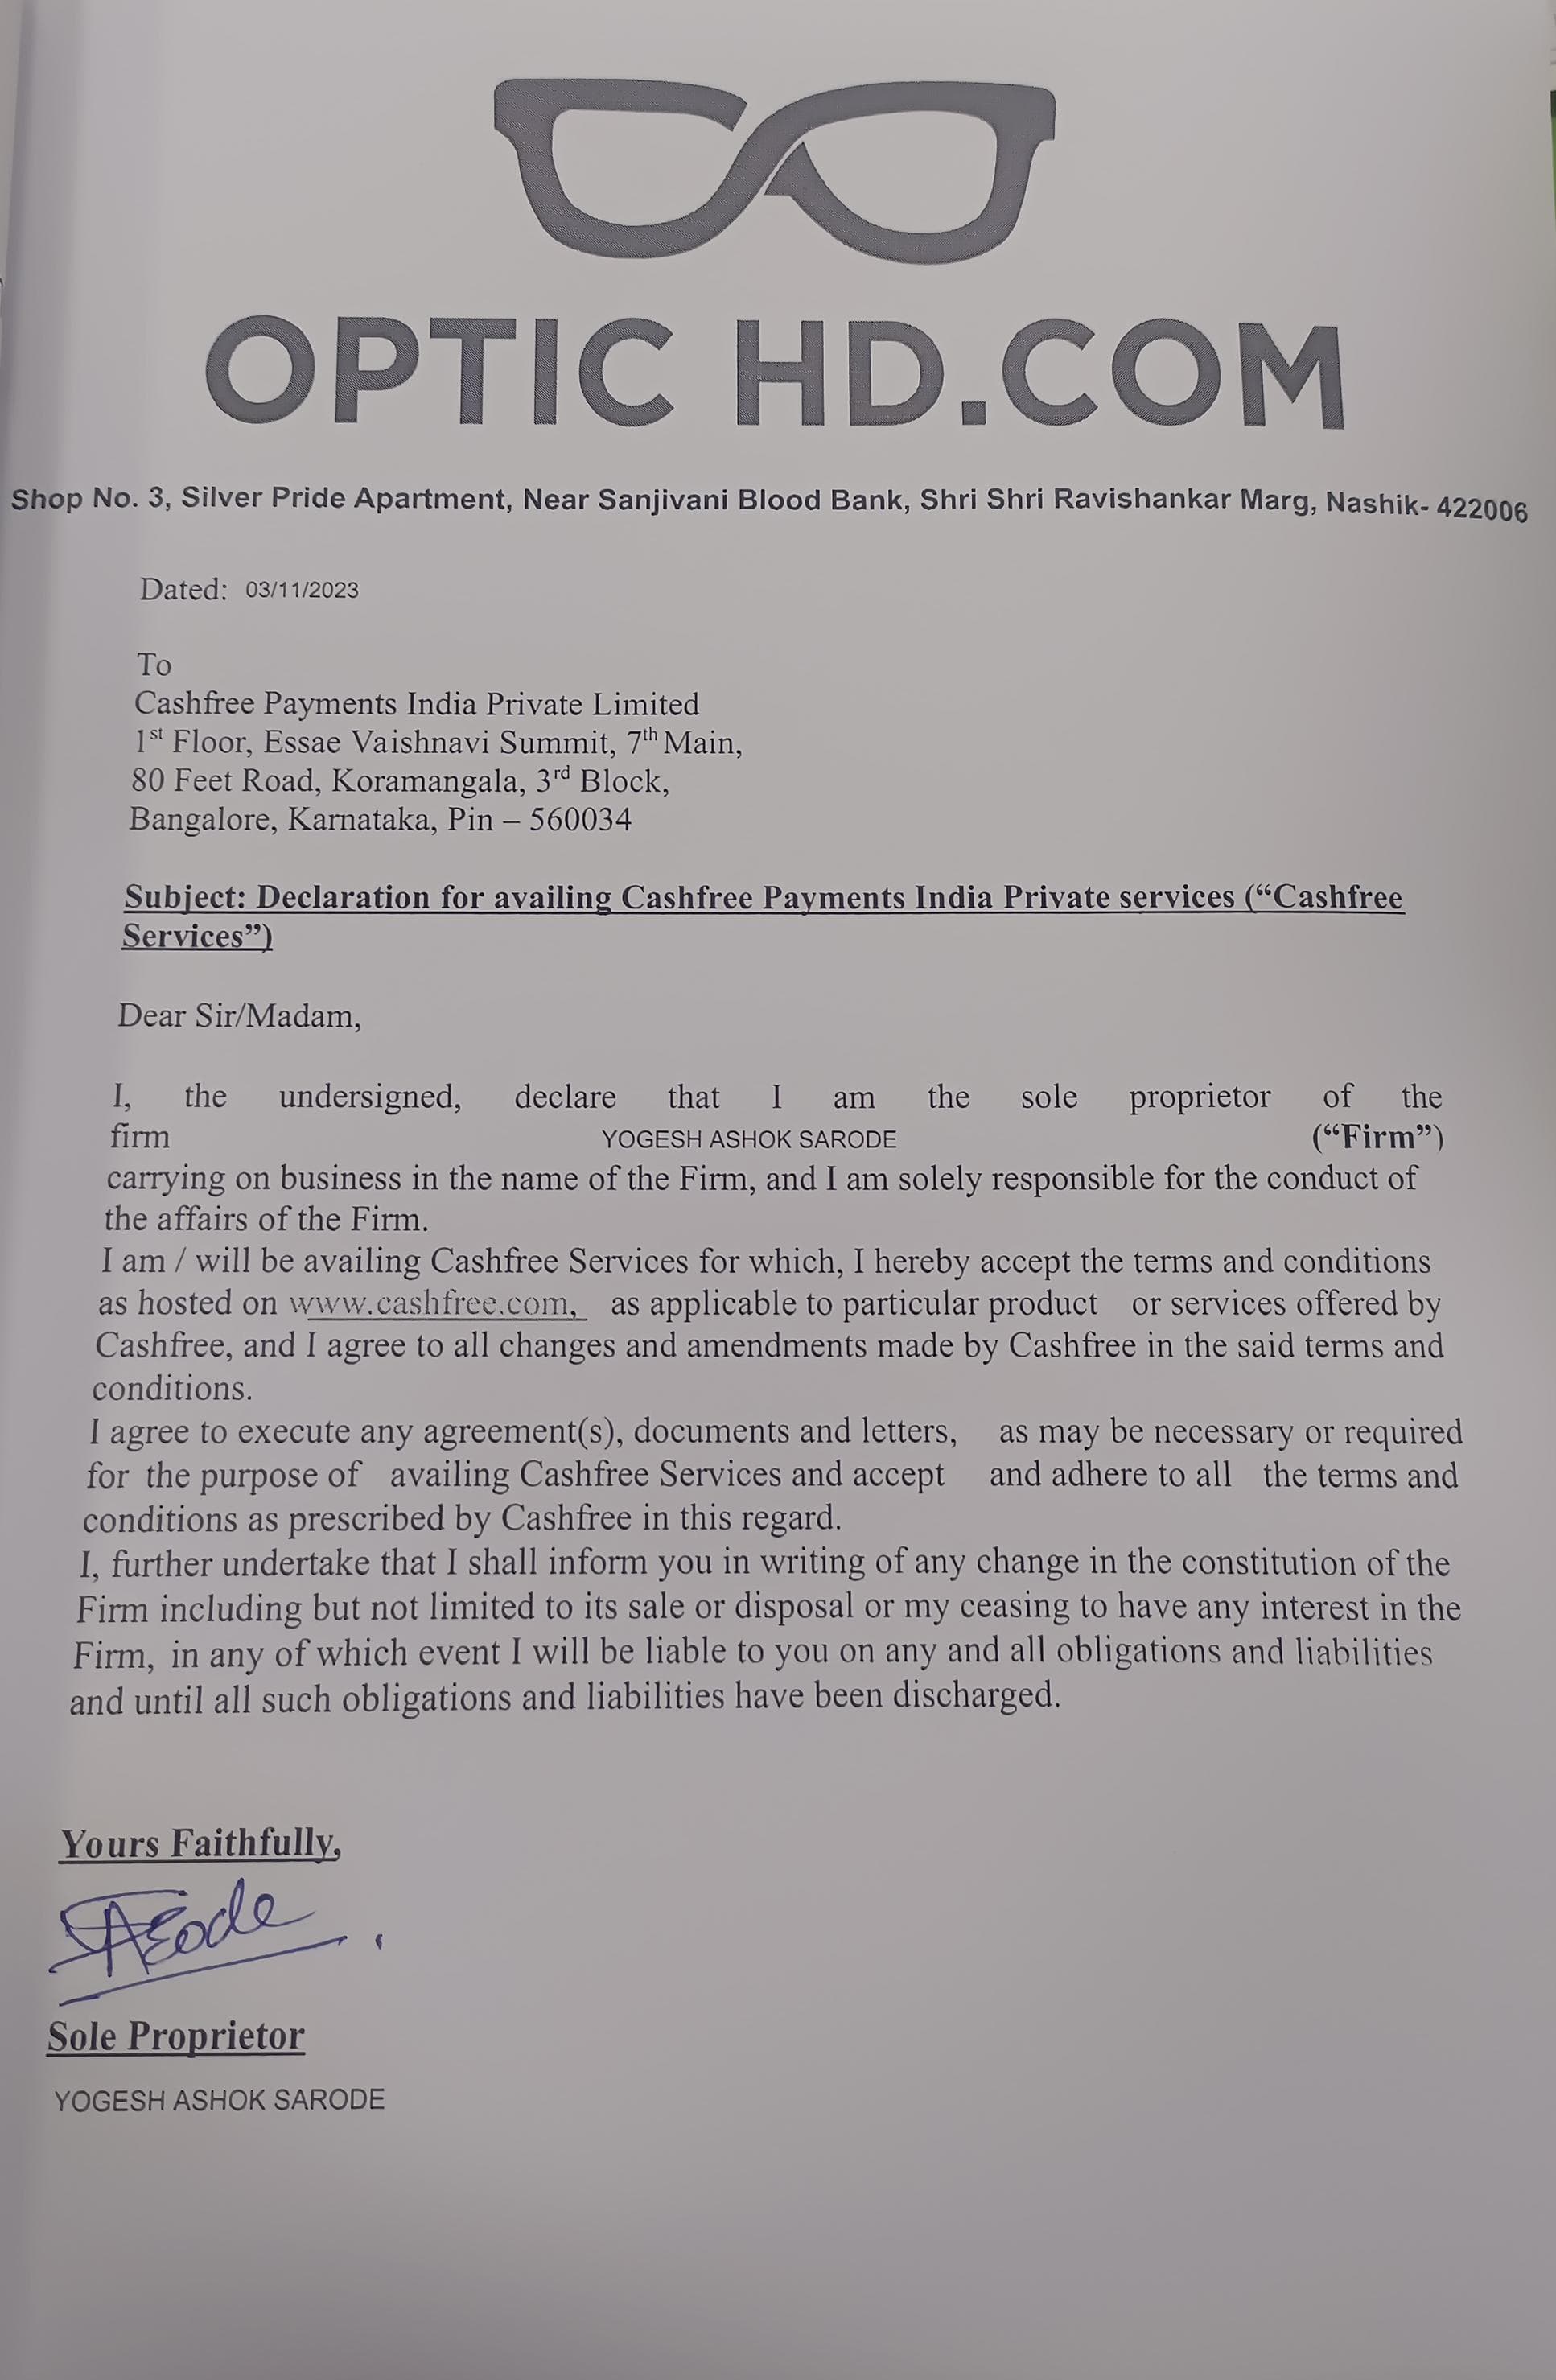 OPTIC HD.COM
Shop No. 3, Silver Pride Apartment, Near Sanjivani Blood Bank, Shri Shri Ravishankar Marg, Nashik- 422006
Dated: 03/11/2023
To
Cashfree Payments India Private Limited
1st Floor, Essae Vaishnavi Summit, 7th Main,
80 Feet Road, Koramangala, 3rd Block,
Bangalore, Karnataka, Pin – 560034
Subject: Declaration for availing Cashfree Payments India Private services (“Cashfree
Services”)
Dear Sir/Madam,
I, the undersigned, declare that I am the sole proprietor of the
firm YOGESH ASHOK SARODE (“Firm”)
carrying on business in the name of the Firm, and I am solely responsible for the conduct of
the affairs of the Firm.
I am / will be availing Cashfree Services for which, I hereby accept the terms and conditions
as hosted on www.cashfree.com, as applicable to particular product or services offered by
Cashfree, and I agree to all changes and amendments made by Cashfree in the said terms and
conditions.
I agree to execute any agreement(s), documents and letters, as may be necessary or required
for the purpose of availing Cashfree Services and accept and adhere to all the terms and
conditions as prescribed by Cashfree in this regard.
I, further undertake that I shall inform you in writing of any change in the constitution of the
Firm including but not limited to its sale or disposal or my ceasing to have any interest in the
Firm, in any of which event I will be liable to you on any and all obligations and liabilities
and until all such obligations and liabilities have been discharged.
Yours Faithfully,
Sole Proprietor
YOGESH ASHOK SARODE